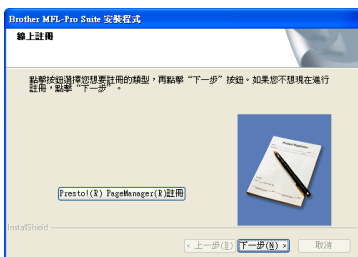 Brother MFL-Pro Suite 安裝程式
線上註冊
點擊按鈕選擇您想要註冊的類型，再點擊“下一步”按鈕。如果您不想現在進行
註冊，點擊“下一步”。
Presto!(R) PageManager(R)註冊
InstallShield
< 上一步(B)
下一步(N) >
取消